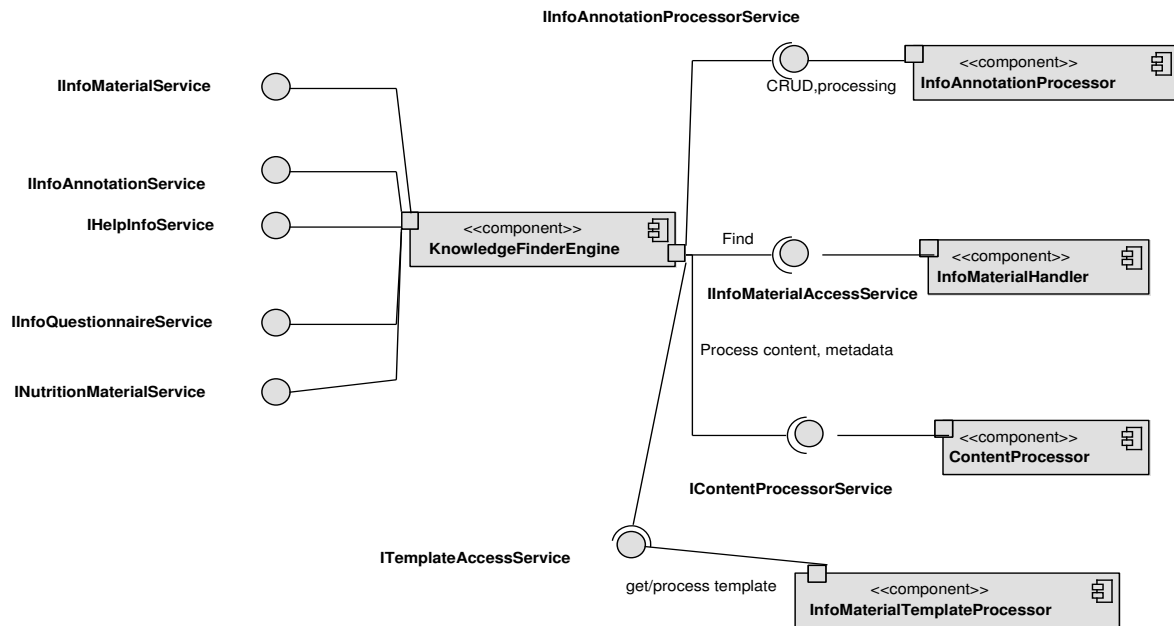 IInfoAnnotationProcessorService
<<component>>
InfoAnnotationProcessor
CRUD,processing
IInfoMaterialService
IInfoAnnotationService
IHelpInfoService
<<component>>
KnowledgeFinderEngine
Find
<<component>>
InfoMaterialHandler
IInfoMaterialAccessService
IInfoQuestionnaireService
Process content, metadata
INutritionMaterialService
<<component>>
ContentProcessor
IContentProcessorService
ITemplateAccessService
get/process template
<<component>>
InfoMaterialTemplateProcessor